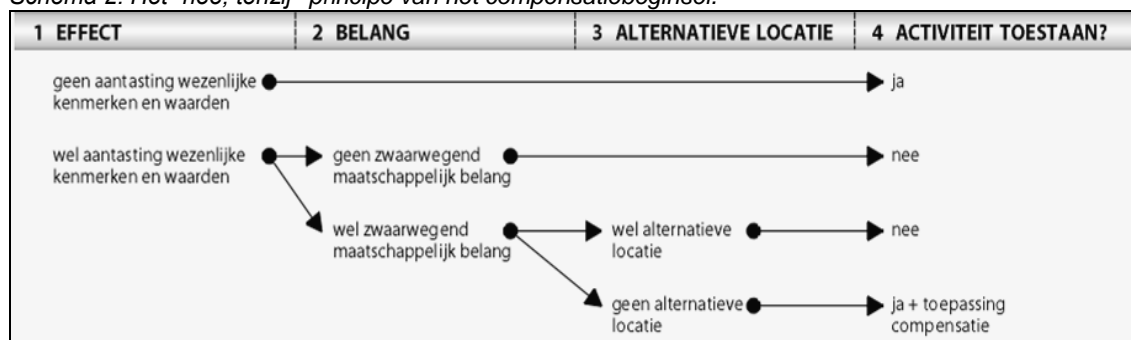 Schema 2: Het 'nee, tenzij' principe van het compensatiebeginsel.
1 EFFECT 2 BELANG 3 ALTERNATIEVE LOCATIE 4 ACTIVITEIT TOESTAAN?
geen aantasting wezenlijke
kenmerken en waarden
ja
wel aantasting wezenlijke
kenmerken en waarden
geen zwaarwegend
maatschappelijk belang
nee
wel zwaarwegend
maatschappelijk belang
wel alternatieve
locatie
nee
geen alternatieve
locatie
ja + toepassing
compensatie